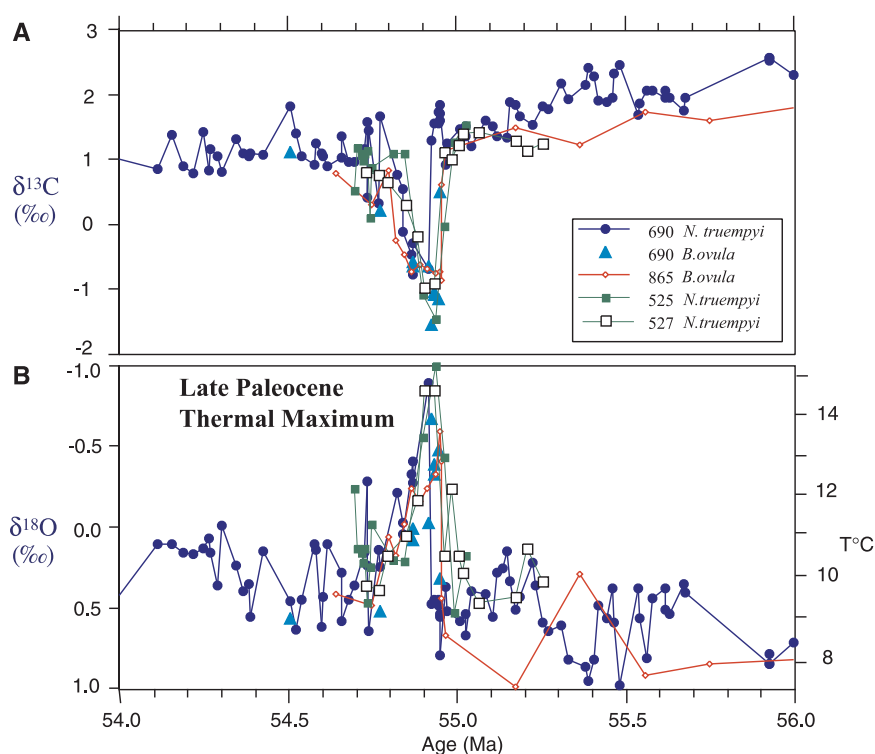 A
3
2
1
0
-1
-2
δ13C
(‰)
690 N. truempyi
690 B.ovula
865 B.ovula
525 N.truempyi
527 N.truempyi
B
Late Paleocene
Thermal Maximum
-1.0
-0.5
0.0
0.5
1.0
δ18O
(‰)
14
12
10
8
T°C
54.0 54.5 55.0 55.5 56.0
Age (Ma)